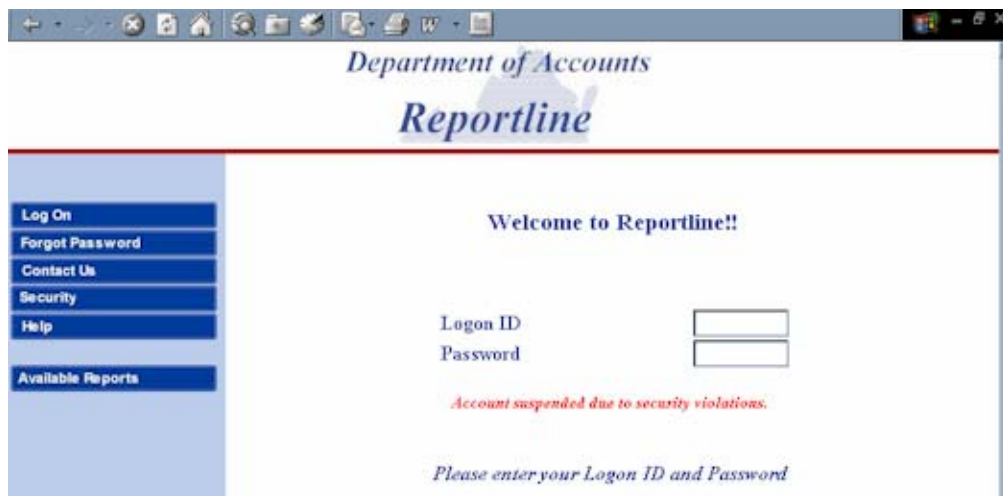 Department of Accounts
Reportline
Log On
Forgot Password
Contact Us
Security
Help
Available Reports
Welcome to Reportline!!
Logon ID
Password
Account suspended due to security violations.
Please enter your Logon ID and Password